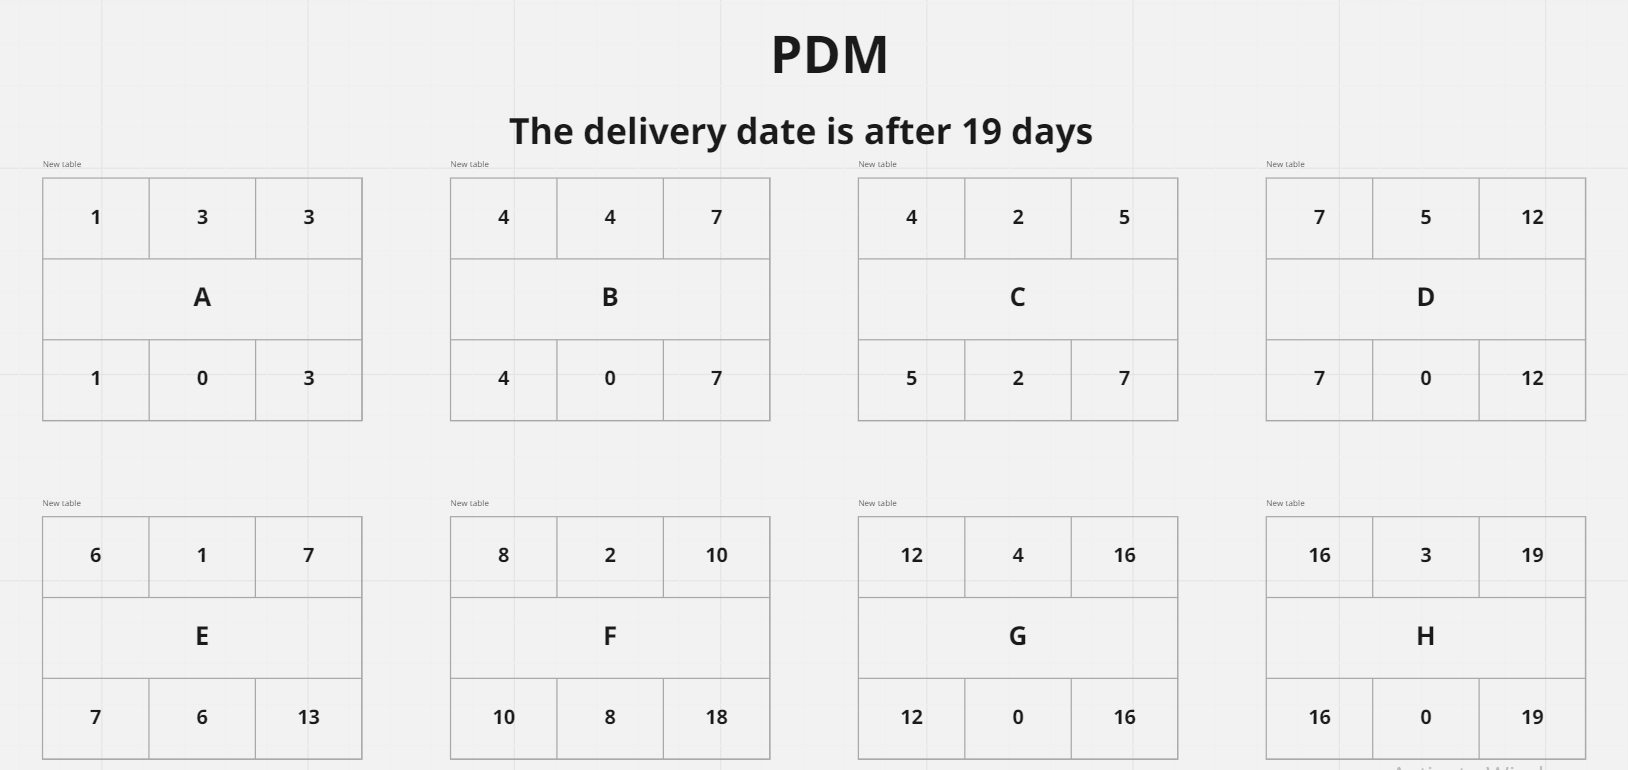 PDM
The delivery date is after 19 days
New table New table New table New table
1 3 3 4 4 7 4 2 5 7 5 12
A B C D
1 0 3 4 0 7 5 2 7 7 0 12
New table New table New table New table
6 1 7 8 2 10 12 4 16 16 3 19
E F G H
7 6 13 10 8 18 12 0 16 16 0 19